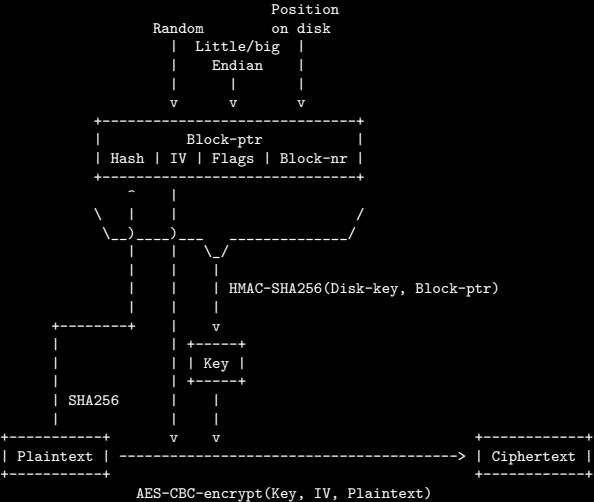 Position
Random on disk
Little/big
Endian
Block-ptr
Hash | IV | Flags | Block-nr
HMAC-SHA256(Disk-key, Block-ptr)
Key
SHA256
Plaintext Ciphertext
AES-CBC-encrypt(Key, IV, Plaintext)